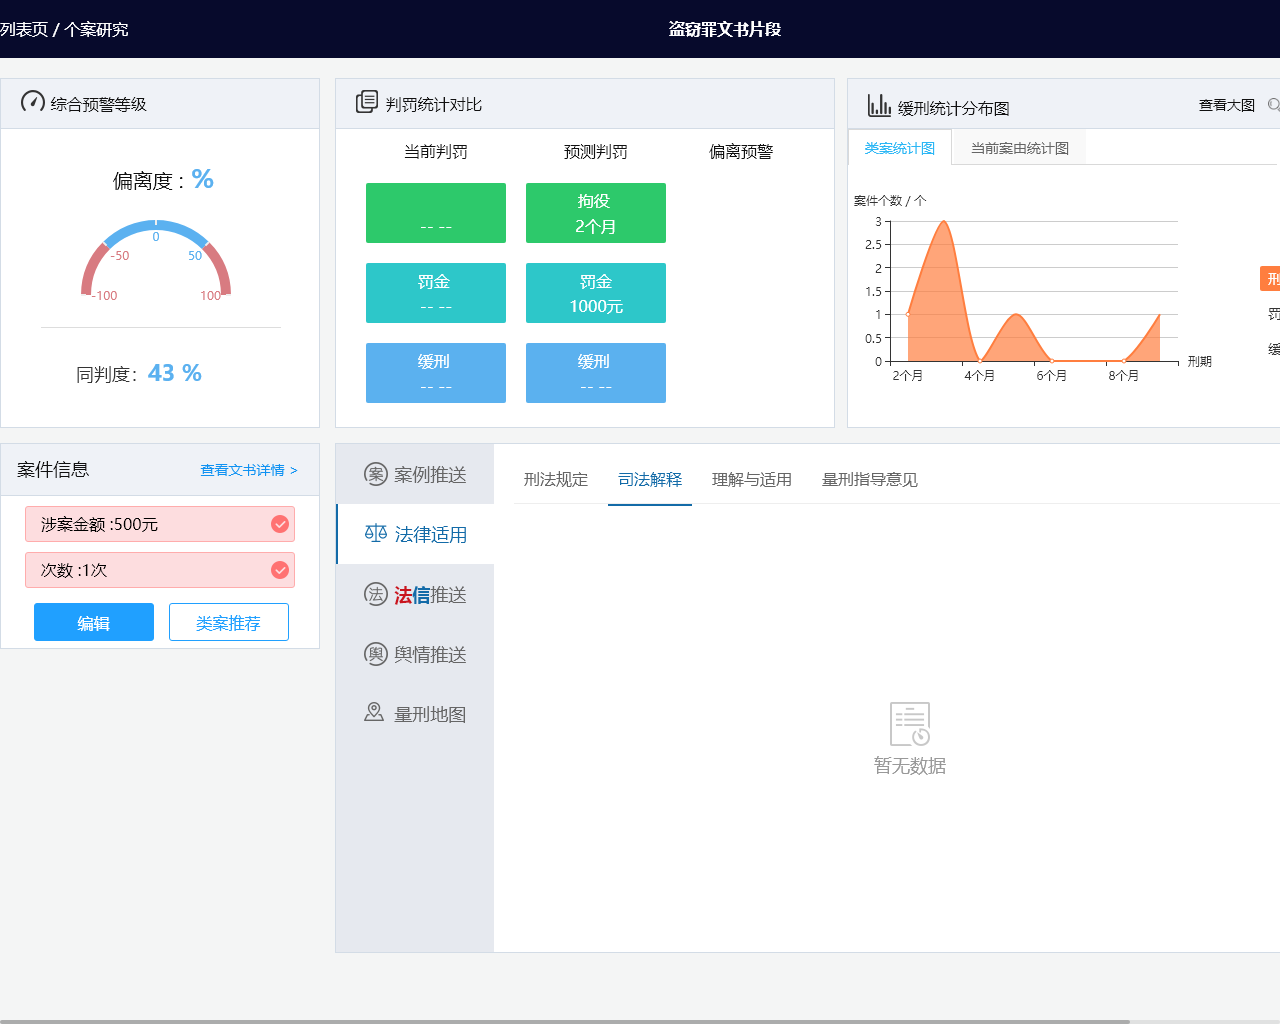 列表页 / 个案研究
盗窃罪文书片段
综合预警等级
偏离度 : %
0
-50
50
-100
100
同判度: 43 %
判罚统计对比
当前判罚
预测判罚
偏离预警
-- --
拘役
2个月
罚金
-- --
罚金
1000元
缓刑
-- --
缓刑
-- --
缓刑统计分布图
查看大图
类案统计图
当前案由统计图
案件个数 / 个
3
2.5
2
1.5
1
0.5
0
2个月
4个月
6个月
8个月
刑期
刑
罚
缓
案件信息
查看文书详情 >
涉案金额 :500元
次数 :1次
编辑
类案推荐
案 案例推送
法律适用
法 法信推送
舆 舆情推送
量刑地图
刑法规定
司法解释
理解与适用
量刑指导意见
暂无数据